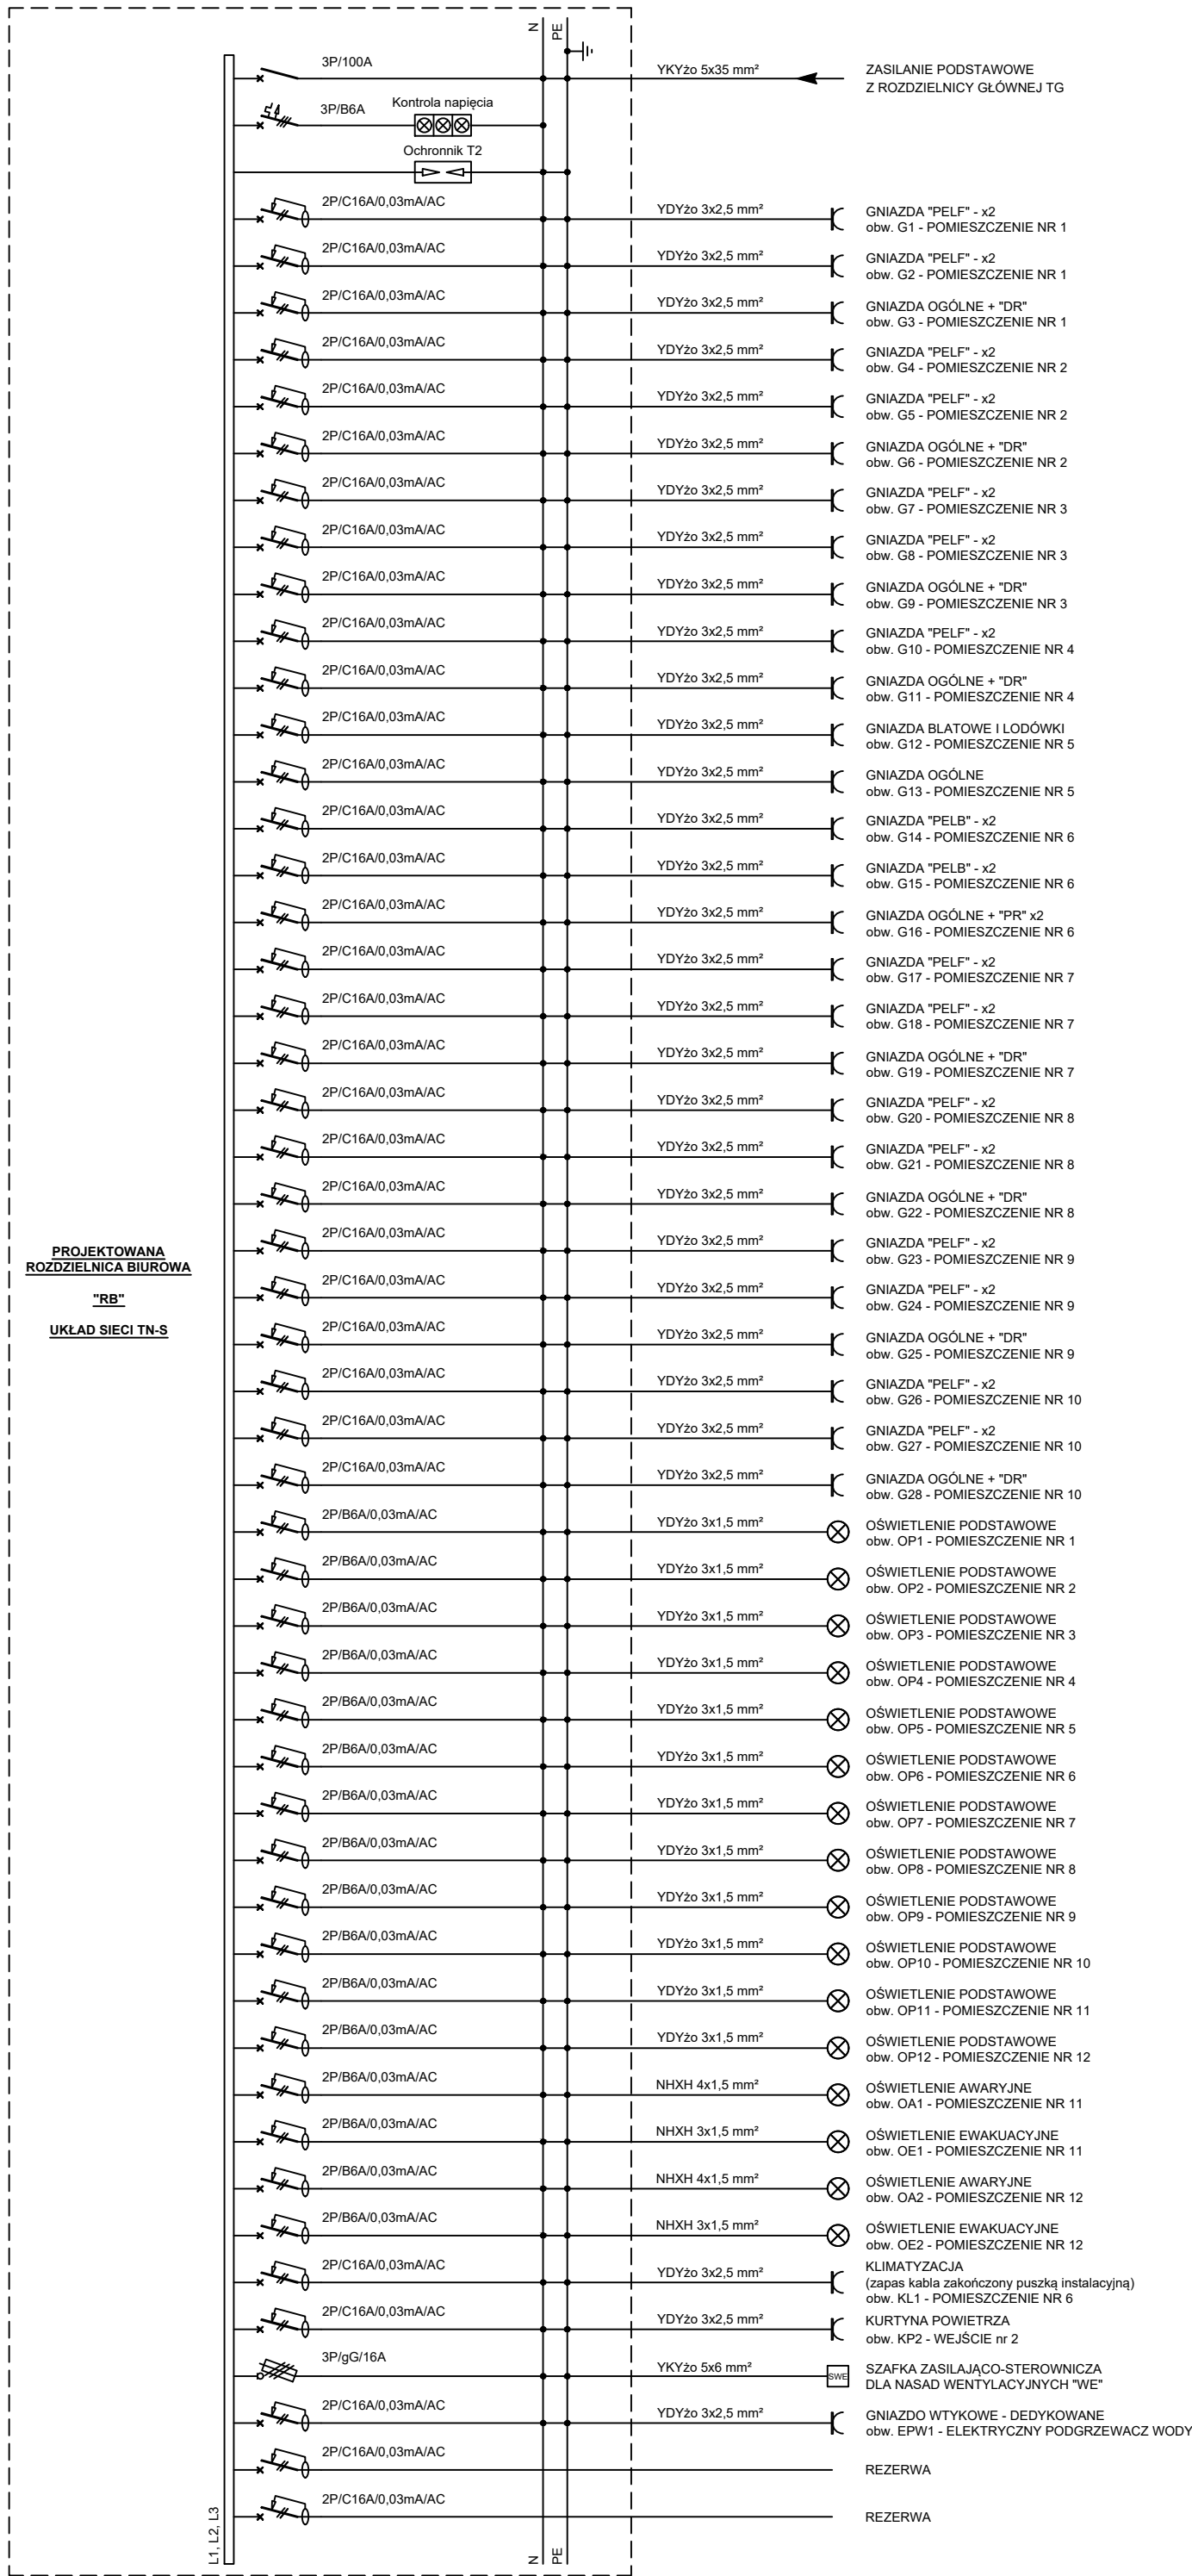 N
PE
3P/100A
YKYżo 5x35 mm²
ZASILANIE PODSTAWOWE
Z ROZDZIELNICY GŁÓWNEJ TG
3P/B6A
Kontrola napięcia
Ochronnik T2
2P/C16A/0,03mA/AC
YDYżo 3x2,5 mm²
GNIAZDA "PELF" - x2
obw. G1 - POMIESZCZENIE NR 1
2P/C16A/0,03mA/AC
YDYżo 3x2,5 mm²
GNIAZDA "PELF" - x2
obw. G2 - POMIESZCZENIE NR 1
2P/C16A/0,03mA/AC
YDYżo 3x2,5 mm²
GNIAZDA OGÓLNE + "DR"
obw. G3 - POMIESZCZENIE NR 1
2P/C16A/0,03mA/AC
YDYżo 3x2,5 mm²
GNIAZDA "PELF" - x2
obw. G4 - POMIESZCZENIE NR 2
2P/C16A/0,03mA/AC
YDYżo 3x2,5 mm²
GNIAZDA "PELF" - x2
obw. G5 - POMIESZCZENIE NR 2
2P/C16A/0,03mA/AC
YDYżo 3x2,5 mm²
GNIAZDA OGÓLNE + "DR"
obw. G6 - POMIESZCZENIE NR 2
2P/C16A/0,03mA/AC
YDYżo 3x2,5 mm²
GNIAZDA "PELF" - x2
obw. G7 - POMIESZCZENIE NR 3
2P/C16A/0,03mA/AC
YDYżo 3x2,5 mm²
GNIAZDA "PELF" - x2
obw. G8 - POMIESZCZENIE NR 3
2P/C16A/0,03mA/AC
YDYżo 3x2,5 mm²
GNIAZDA OGÓLNE + "DR"
obw. G9 - POMIESZCZENIE NR 3
2P/C16A/0,03mA/AC
YDYżo 3x2,5 mm²
GNIAZDA "PELF" - x2
obw. G10 - POMIESZCZENIE NR 4
2P/C16A/0,03mA/AC
YDYżo 3x2,5 mm²
GNIAZDA OGÓLNE + "DR"
obw. G11 - POMIESZCZENIE NR 4
2P/C16A/0,03mA/AC
YDYżo 3x2,5 mm²
GNIAZDA BLATOWE I LODÓWKI
obw. G12 - POMIESZCZENIE NR 5
2P/C16A/0,03mA/AC
YDYżo 3x2,5 mm²
GNIAZDA OGÓLNE
obw. G13 - POMIESZCZENIE NR 5
2P/C16A/0,03mA/AC
YDYżo 3x2,5 mm²
GNIAZDA "PELB" - x2
obw. G14 - POMIESZCZENIE NR 6
2P/C16A/0,03mA/AC
YDYżo 3x2,5 mm²
GNIAZDA "PELB" - x2
obw. G15 - POMIESZCZENIE NR 6
2P/C16A/0,03mA/AC
YDYżo 3x2,5 mm²
GNIAZDA OGÓLNE + "PR" x2
obw. G16 - POMIESZCZENIE NR 6
2P/C16A/0,03mA/AC
YDYżo 3x2,5 mm²
GNIAZDA "PELF" - x2
obw. G17 - POMIESZCZENIE NR 7
2P/C16A/0,03mA/AC
YDYżo 3x2,5 mm²
GNIAZDA "PELF" - x2
obw. G18 - POMIESZCZENIE NR 7
2P/C16A/0,03mA/AC
YDYżo 3x2,5 mm²
GNIAZDA OGÓLNE + "DR"
obw. G19 - POMIESZCZENIE NR 7
2P/C16A/0,03mA/AC
YDYżo 3x2,5 mm²
GNIAZDA "PELF" - x2
obw. G20 - POMIESZCZENIE NR 8
2P/C16A/0,03mA/AC
YDYżo 3x2,5 mm²
GNIAZDA "PELF" - x2
obw. G21 - POMIESZCZENIE NR 8
2P/C16A/0,03mA/AC
YDYżo 3x2,5 mm²
GNIAZDA OGÓLNE + "DR"
obw. G22 - POMIESZCZENIE NR 8
PROJEKTOWANA
ROZDZIELNICA BIUROWA
"RB"
UKŁAD SIECI TN-S
2P/C16A/0,03mA/AC
YDYżo 3x2,5 mm²
GNIAZDA "PELF" - x2
obw. G23 - POMIESZCZENIE NR 9
2P/C16A/0,03mA/AC
YDYżo 3x2,5 mm²
GNIAZDA "PELF" - x2
obw. G24 - POMIESZCZENIE NR 9
2P/C16A/0,03mA/AC
YDYżo 3x2,5 mm²
GNIAZDA OGÓLNE + "DR"
obw. G25 - POMIESZCZENIE NR 9
2P/C16A/0,03mA/AC
YDYżo 3x2,5 mm²
GNIAZDA "PELF" - x2
obw. G26 - POMIESZCZENIE NR 10
2P/C16A/0,03mA/AC
YDYżo 3x2,5 mm²
GNIAZDA "PELF" - x2
obw. G27 - POMIESZCZENIE NR 10
2P/C16A/0,03mA/AC
YDYżo 3x2,5 mm²
GNIAZDA OGÓLNE + "DR"
obw. G28 - POMIESZCZENIE NR 10
2P/B6A/0,03mA/AC
YDYżo 3x1,5 mm²
OŚWIETLENIE PODSTAWOWE
obw. OP1 - POMIESZCZENIE NR 1
2P/B6A/0,03mA/AC
YDYżo 3x1,5 mm²
OŚWIETLENIE PODSTAWOWE
obw. OP2 - POMIESZCZENIE NR 2
2P/B6A/0,03mA/AC
YDYżo 3x1,5 mm²
OŚWIETLENIE PODSTAWOWE
obw. OP3 - POMIESZCZENIE NR 3
2P/B6A/0,03mA/AC
YDYżo 3x1,5 mm²
OŚWIETLENIE PODSTAWOWE
obw. OP4 - POMIESZCZENIE NR 4
2P/B6A/0,03mA/AC
YDYżo 3x1,5 mm²
OŚWIETLENIE PODSTAWOWE
obw. OP5 - POMIESZCZENIE NR 5
2P/B6A/0,03mA/AC
YDYżo 3x1,5 mm²
OŚWIETLENIE PODSTAWOWE
obw. OP6 - POMIESZCZENIE NR 6
2P/B6A/0,03mA/AC
YDYżo 3x1,5 mm²
OŚWIETLENIE PODSTAWOWE
obw. OP7 - POMIESZCZENIE NR 7
2P/B6A/0,03mA/AC
YDYżo 3x1,5 mm²
OŚWIETLENIE PODSTAWOWE
obw. OP8 - POMIESZCZENIE NR 8
2P/B6A/0,03mA/AC
YDYżo 3x1,5 mm²
OŚWIETLENIE PODSTAWOWE
obw. OP9 - POMIESZCZENIE NR 9
2P/B6A/0,03mA/AC
YDYżo 3x1,5 mm²
OŚWIETLENIE PODSTAWOWE
obw. OP10 - POMIESZCZENIE NR 10
2P/B6A/0,03mA/AC
YDYżo 3x1,5 mm²
OŚWIETLENIE PODSTAWOWE
obw. OP11 - POMIESZCZENIE NR 11
2P/B6A/0,03mA/AC
YDYżo 3x1,5 mm²
OŚWIETLENIE PODSTAWOWE
obw. OP12 - POMIESZCZENIE NR 12
2P/B6A/0,03mA/AC
NHXH 4x1,5 mm²
OŚWIETLENIE AWARYJNE
obw. OA1 - POMIESZCZENIE NR 11
2P/B6A/0,03mA/AC
NHXH 3x1,5 mm²
OŚWIETLENIE EWAKUACYJNE
obw. OE1 - POMIESZCZENIE NR 11
2P/B6A/0,03mA/AC
NHXH 4x1,5 mm²
OŚWIETLENIE AWARYJNE
obw. OA2 - POMIESZCZENIE NR 12
2P/B6A/0,03mA/AC
NHXH 3x1,5 mm²
OŚWIETLENIE EWAKUACYJNE
obw. OE2 - POMIESZCZENIE NR 12
2P/C16A/0,03mA/AC
YDYżo 3x2,5 mm²
KLIMATYZACJA
(zapas kabla zakończony puszką instalacyjną)
obw. KL1 - POMIESZCZENIE NR 6
2P/C16A/0,03mA/AC
YDYżo 3x2,5 mm²
KURTYNA POWIETRZA
obw. KP2 - WEJŚCIE nr 2
3P/gG/16A
YKYżo 5x6 mm²
SWE
SZAFKA ZASILAJĄCO-STEROWNICZA
DLA NASAD WENTYLACYJNYCH "WE"
2P/C16A/0,03mA/AC
YDYżo 3x2,5 mm²
GNIAZDO WTYKOWE - DEDYKOWANE
obw. EPW1 - ELEKTRYCZNY PODGRZEWACZ WODY
2P/C16A/0,03mA/AC
REZERWA
2P/C16A/0,03mA/AC
REZERWA
L1, L2, L3
N
PE